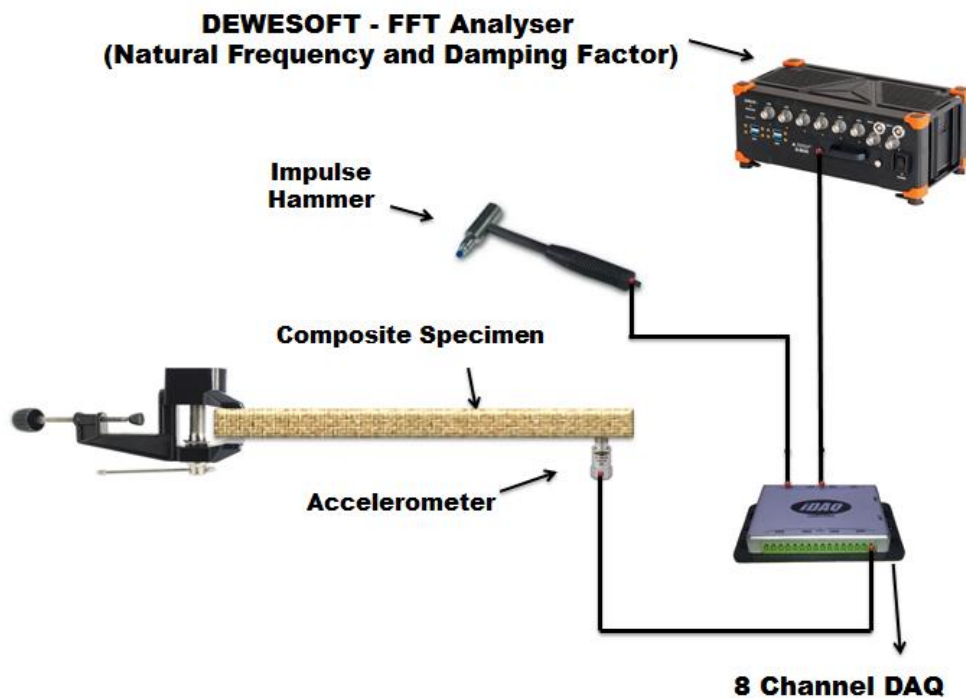 DEWESOFT - FFT Analyser
(Natural Frequency and Damping Factor)
Impulse
Hammer
Composite Specimen
Accelerometer
iDAQ
8 Channel DAQ